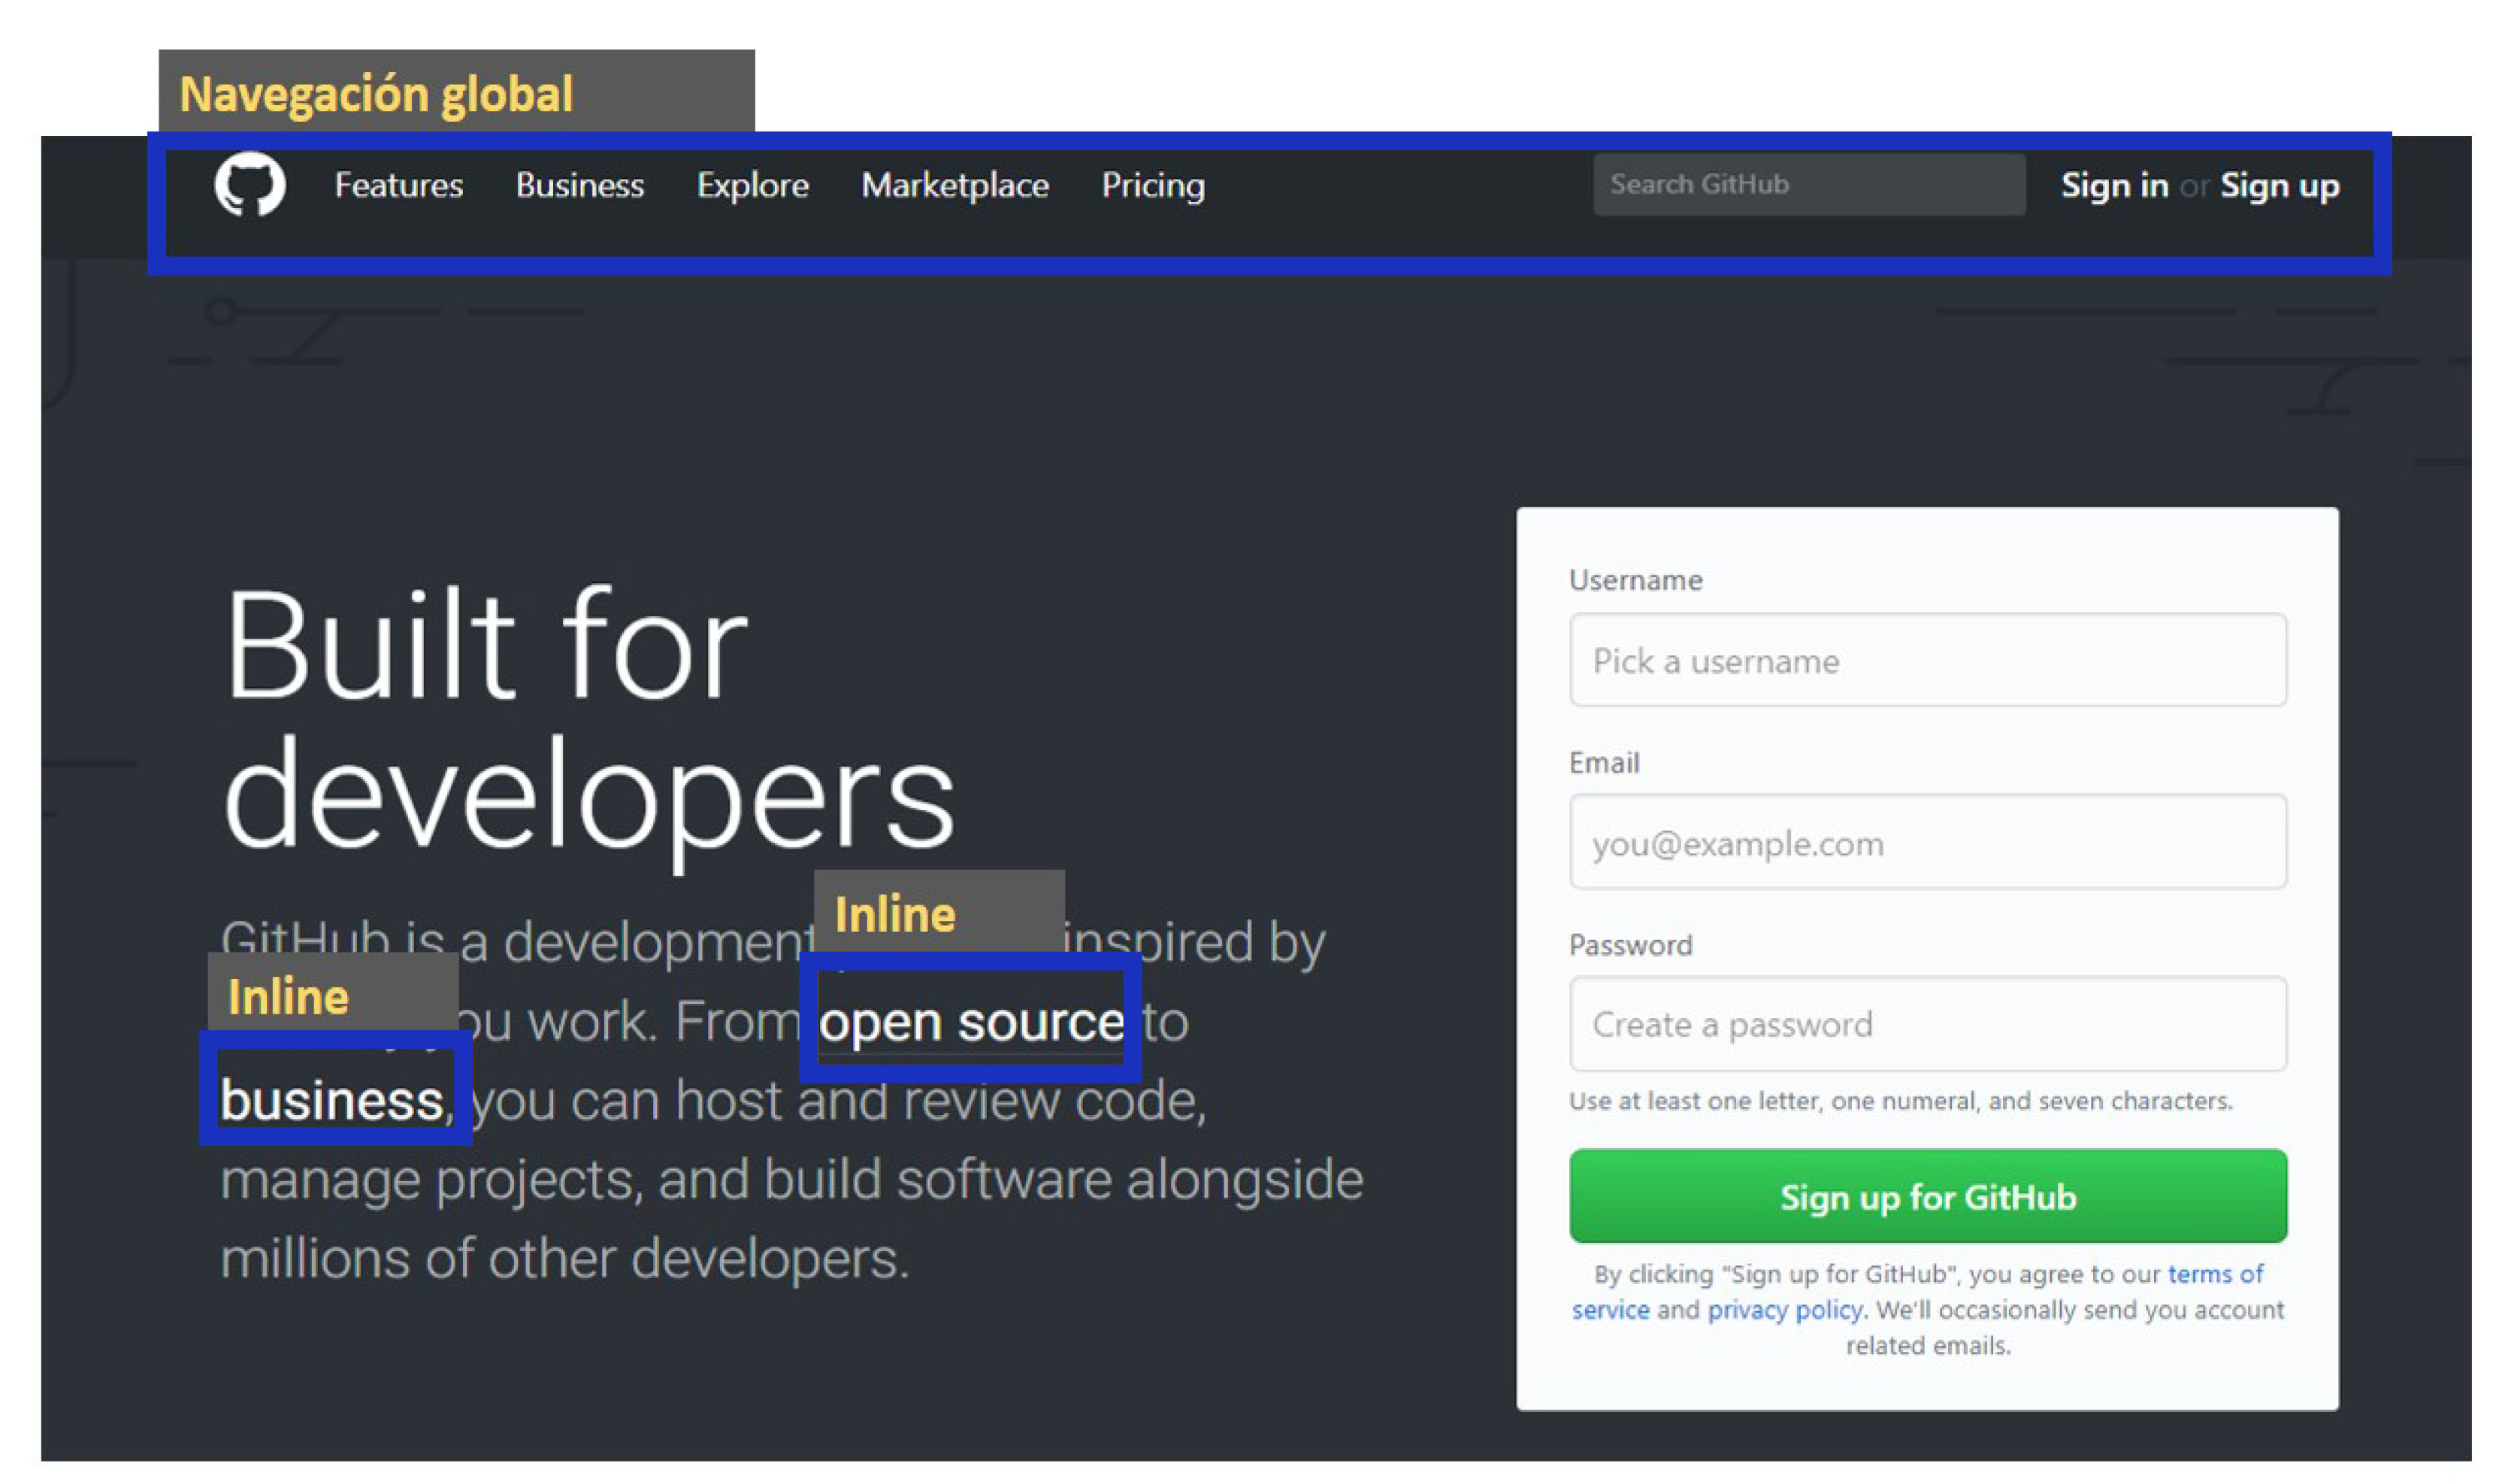 Navegación global
Features Business Explore Marketplace Pricing Search GitHub Sign in or Sign up
Built for
developers
Inline
GitHub is a development inspired by
Inline
you work. From open source to
business, you can host and review code,
manage projects, and build software alongside
millions of other developers.
Username
Pick a username
Email
you@example.com
Password
Create a password
Use at least one letter, one numeral, and seven characters.
Sign up for GitHub
By clicking "Sign up for GitHub", you agree to our terms of
service and privacy policy. We'll occasionally send you account
related emails.